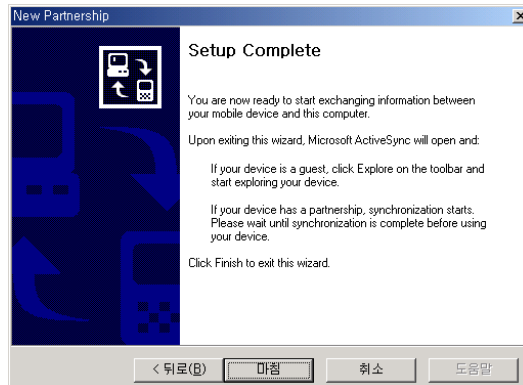 New Partnership
Setup Complete
You are now ready to start exchanging information between
your mobile device and this computer.
Upon exiting this wizard, Microsoft ActiveSync will open and:
If your device is a guest, click Explore on the toolbar and
start exploring your device.
If your device has a partnership, synchronization starts.
Please wait until synchronization is complete before using
your device.
Click Finish to exit this wizard.
< 뒤로(B) 마침 취소 도움말